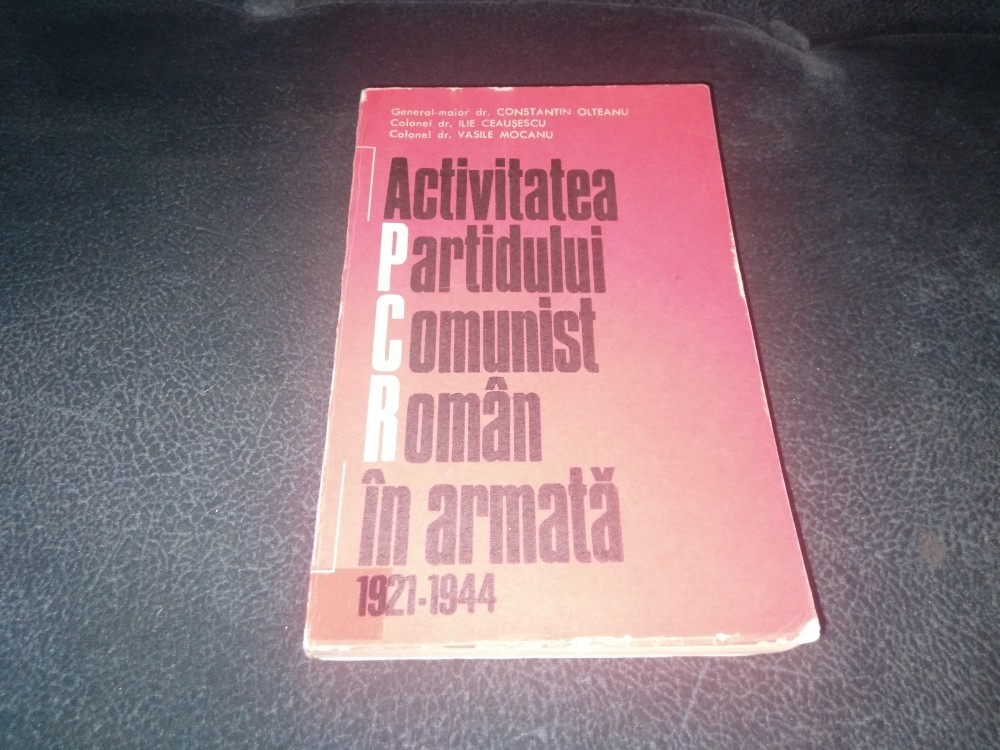 General-maior dr. CONSTANTIN OLTEANU
Colonel dr. ILIE CEAUȘESCU
Colonel dr. VASILE MOCANU
Activitatea
Partidului
Comunist
Român
în armată
1921-1944